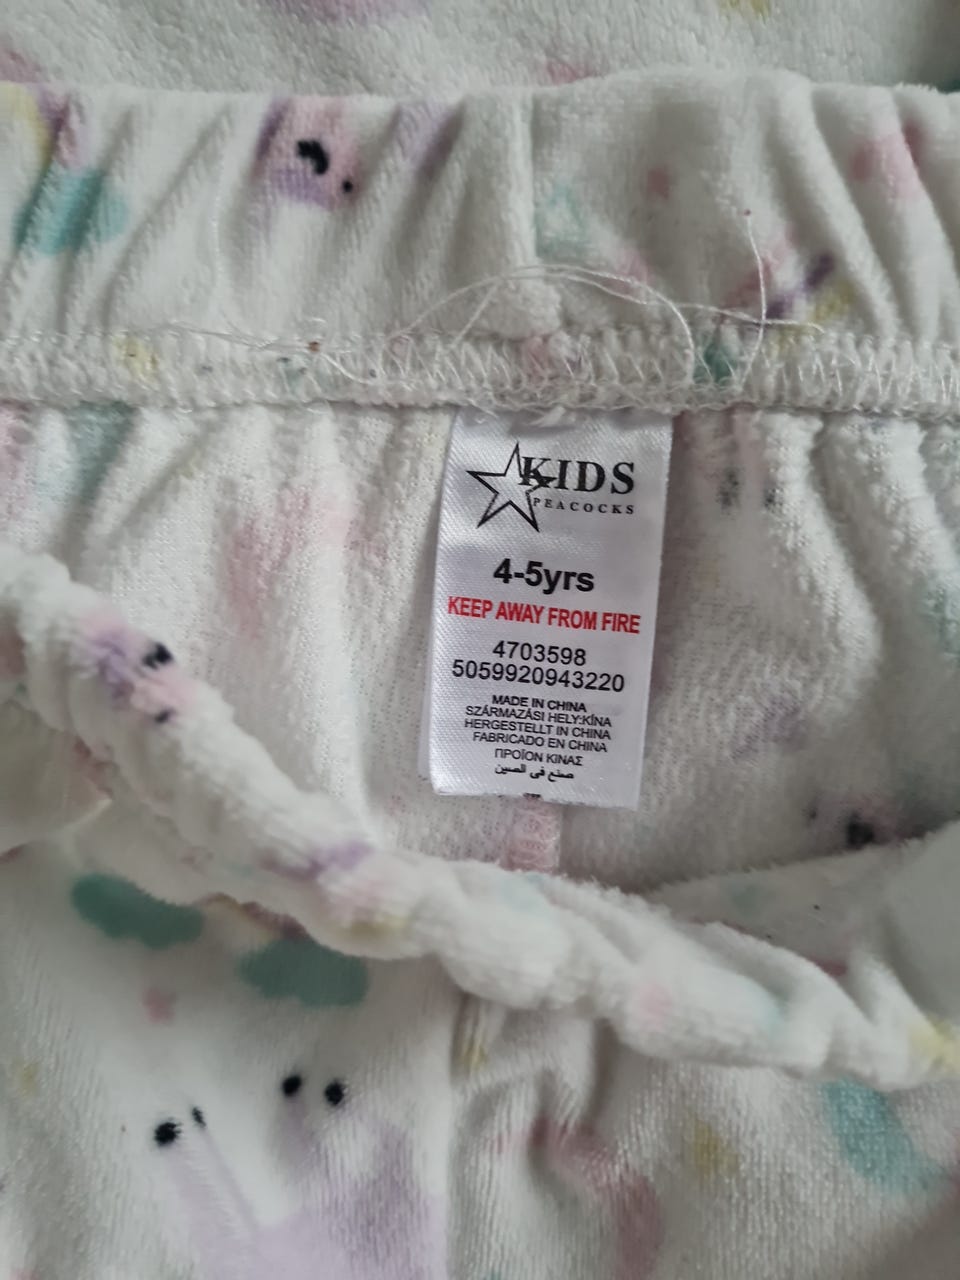 KIDS
PEACOCKS
4-5yrs
KEEP AWAY FROM FIRE
4703598
5059920943220
MADE IN CHINA
SZÁRMAZÁSI HELY:KÍNA
HERGESTELLT IN CHINA
FABRICADO EN CHINA
ΠΡΟΪΟΝ ΚΙΝΑΣ
صنع في الصين